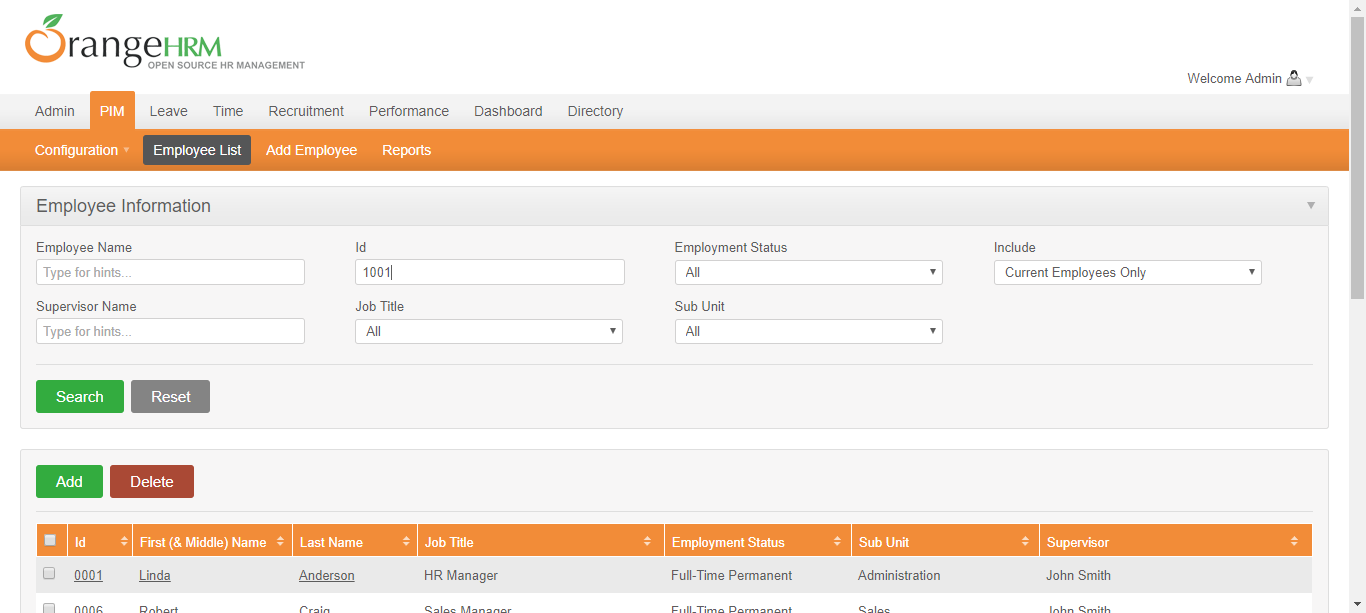 OrangeHRM
OPEN SOURCE HR MANAGEMENT
Welcome Admin
Admin PIM Leave Time Recruitment Performance Dashboard Directory
Configuration Employee List Add Employee Reports
Employee Information
Employee Name Id Employment Status Include
Type for hints... 1001 All Current Employees Only
Supervisor Name Job Title Sub Unit
Type for hints... All All
Search Reset
Add Delete
Id First (& Middle) Name Last Name Job Title Employment Status Sub Unit Supervisor
0001 Linda Anderson HR Manager Full-Time Permanent Administration John Smith
0006 Robert Craig Sales Manager Full-Time Permanent Sales John Smith